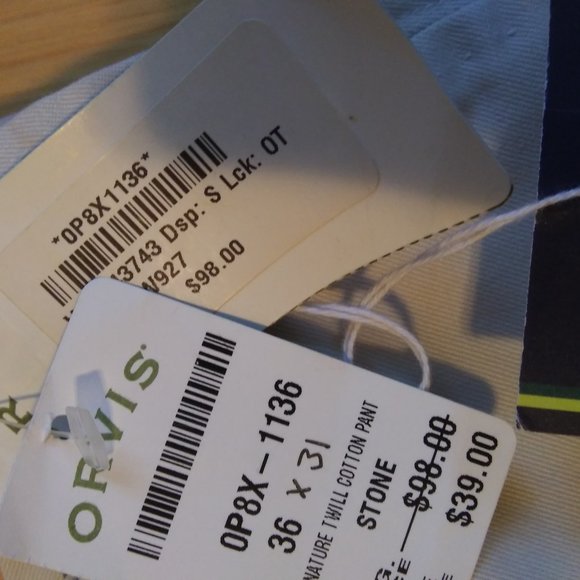 *0P8X1136*
3743 Dsp: S Lck: OT
W927
$98.00
ORVIS
0P8X-1136
36 x 31
NATURE TWILL COTTON PANT
STONE
G: $98.00
E $39.00